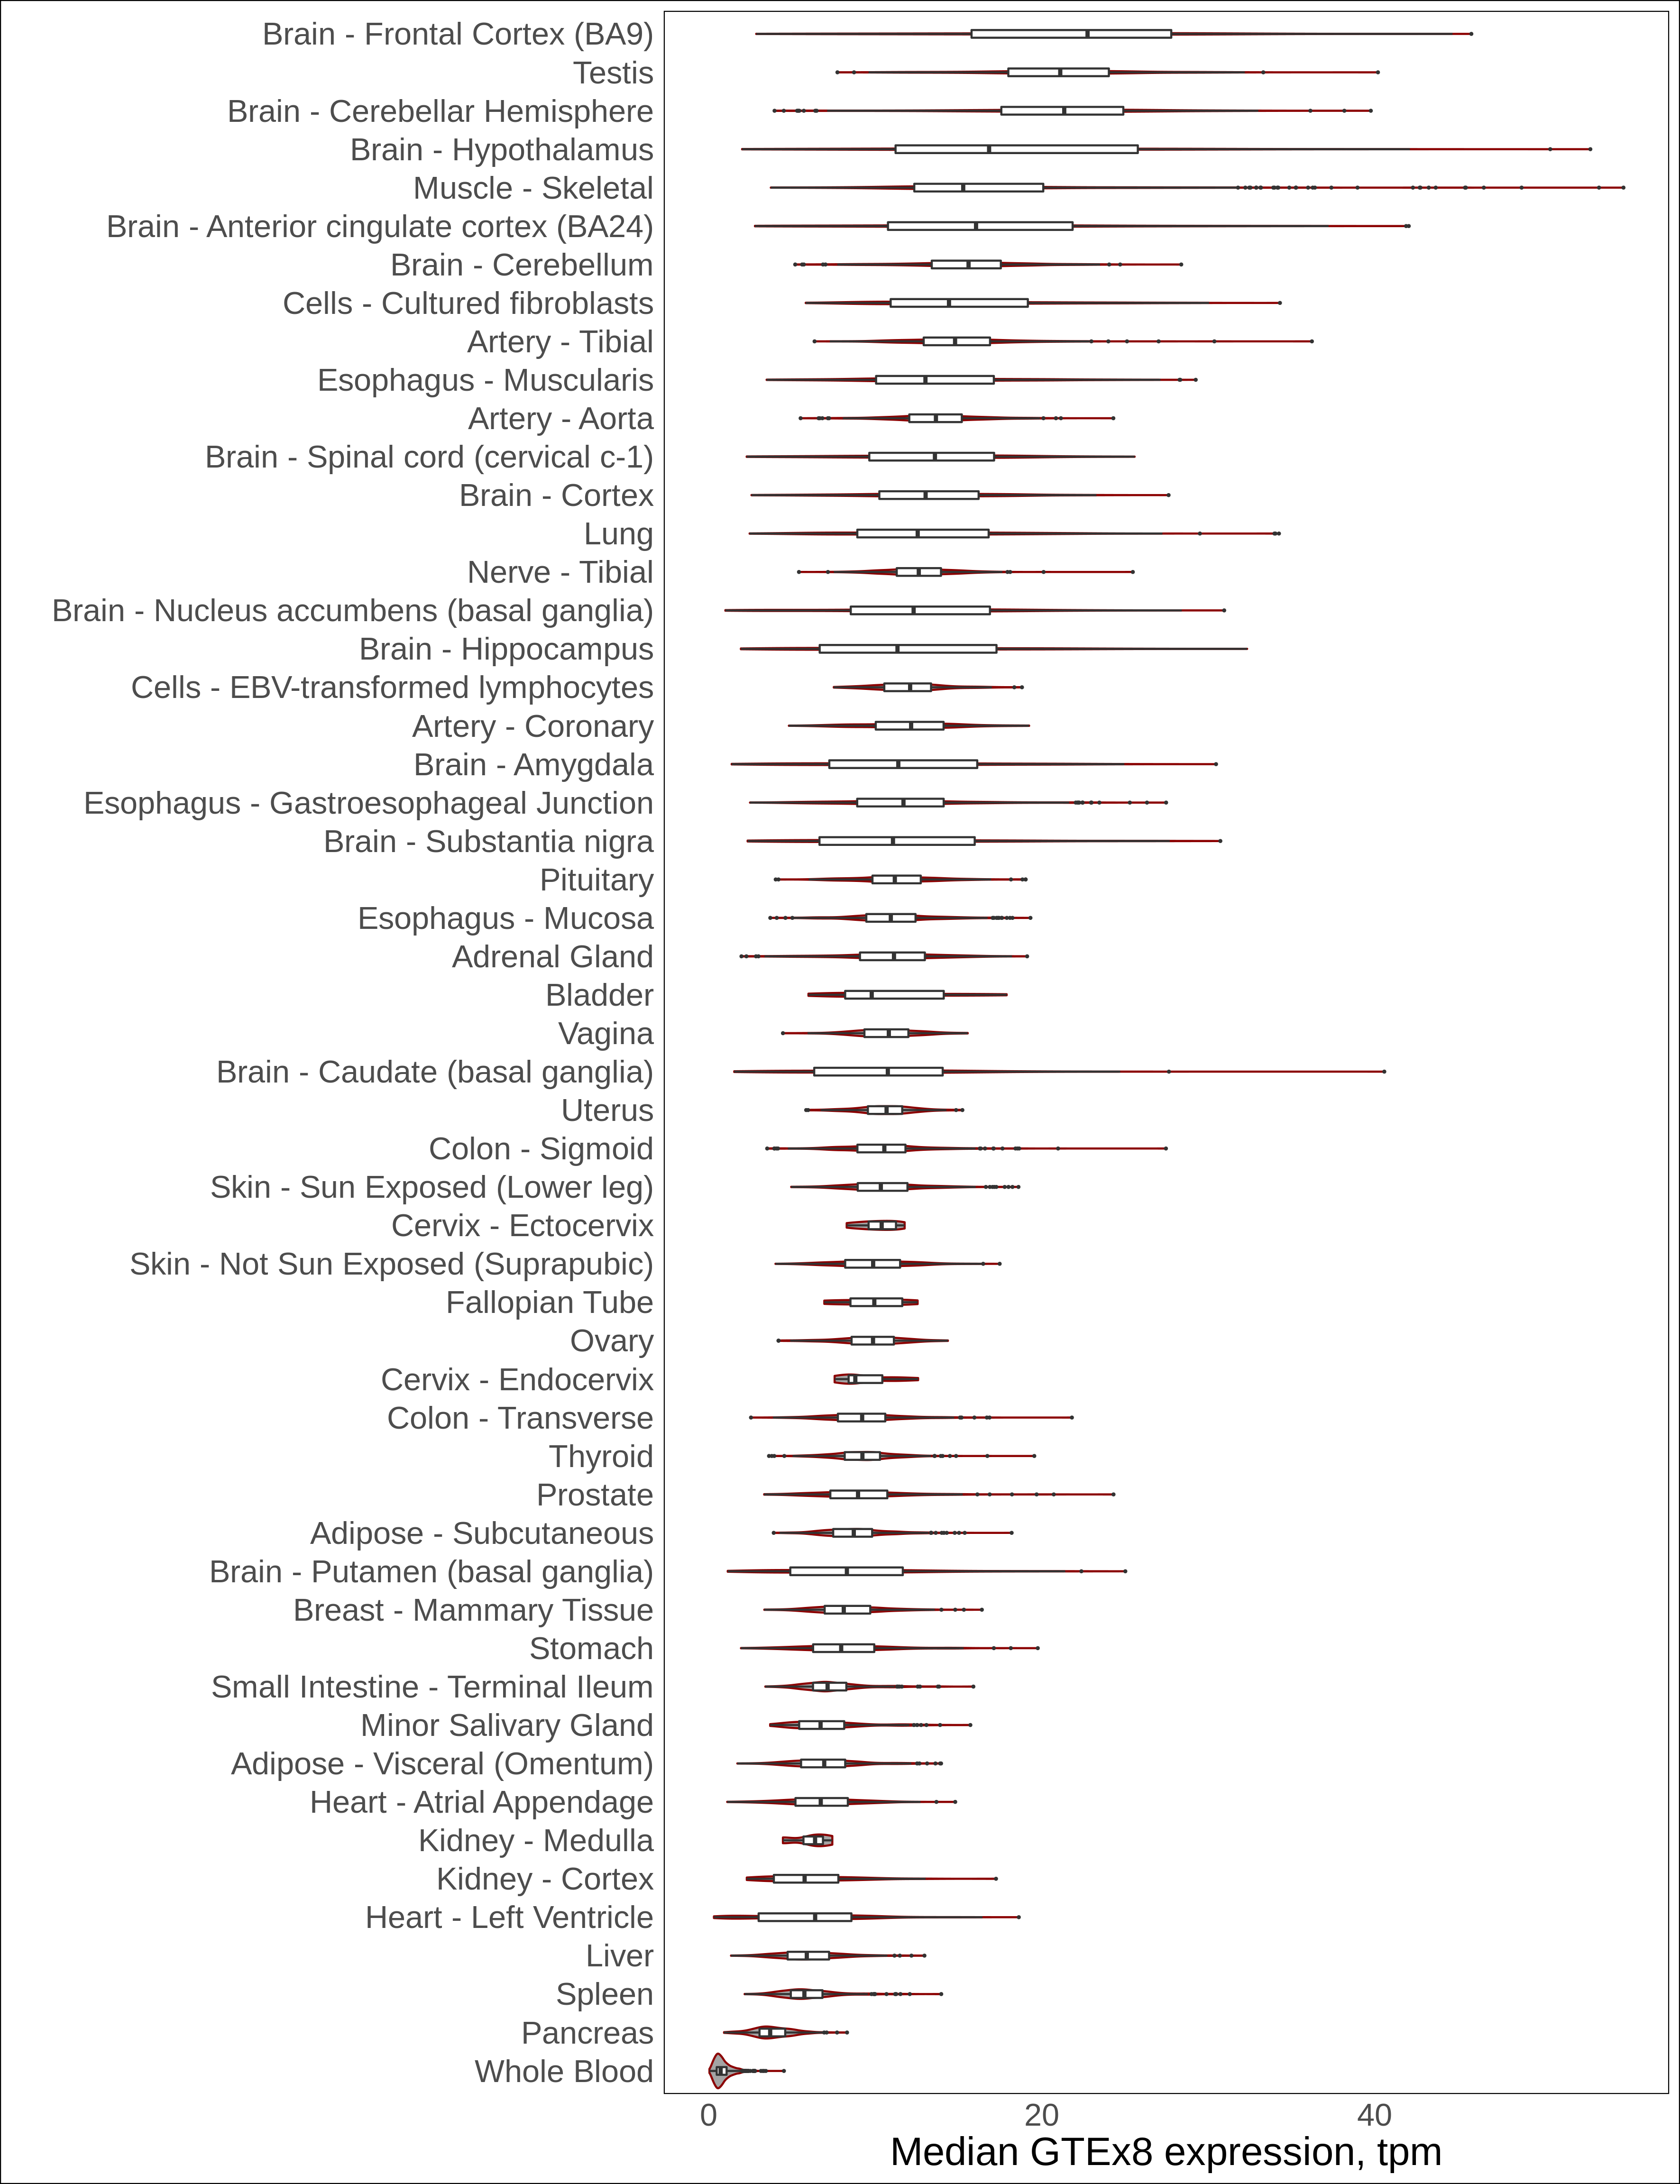 Brain - Frontal Cortex (BA9)
Testis
Brain - Cerebellar Hemisphere
Brain - Hypothalamus
Muscle - Skeletal
Brain - Anterior cingulate cortex (BA24)
Brain - Cerebellum
Cells - Cultured fibroblasts
Artery - Tibial
Esophagus - Muscularis
Artery - Aorta
Brain - Spinal cord (cervical c-1)
Brain - Cortex
Lung
Nerve - Tibial
Brain - Nucleus accumbens (basal ganglia)
Brain - Hippocampus
Cells - EBV-transformed lymphocytes
Artery - Coronary
Brain - Amygdala
Esophagus - Gastroesophageal Junction
Brain - Substantia nigra
Pituitary
Esophagus - Mucosa
Adrenal Gland
Bladder
Vagina
Brain - Caudate (basal ganglia)
Uterus
Colon - Sigmoid
Skin - Sun Exposed (Lower leg)
Cervix - Ectocervix
Skin - Not Sun Exposed (Suprapubic)
Fallopian Tube
Ovary
Cervix - Endocervix
Colon - Transverse
Thyroid
Prostate
Adipose - Subcutaneous
Brain - Putamen (basal ganglia)
Breast - Mammary Tissue
Stomach
Small Intestine - Terminal Ileum
Minor Salivary Gland
Adipose - Visceral (Omentum)
Heart - Atrial Appendage
Kidney - Medulla
Kidney - Cortex
Heart - Left Ventricle
Liver
Spleen
Pancreas
Whole Blood
0 20 40
Median GTEx8 expression, tpm